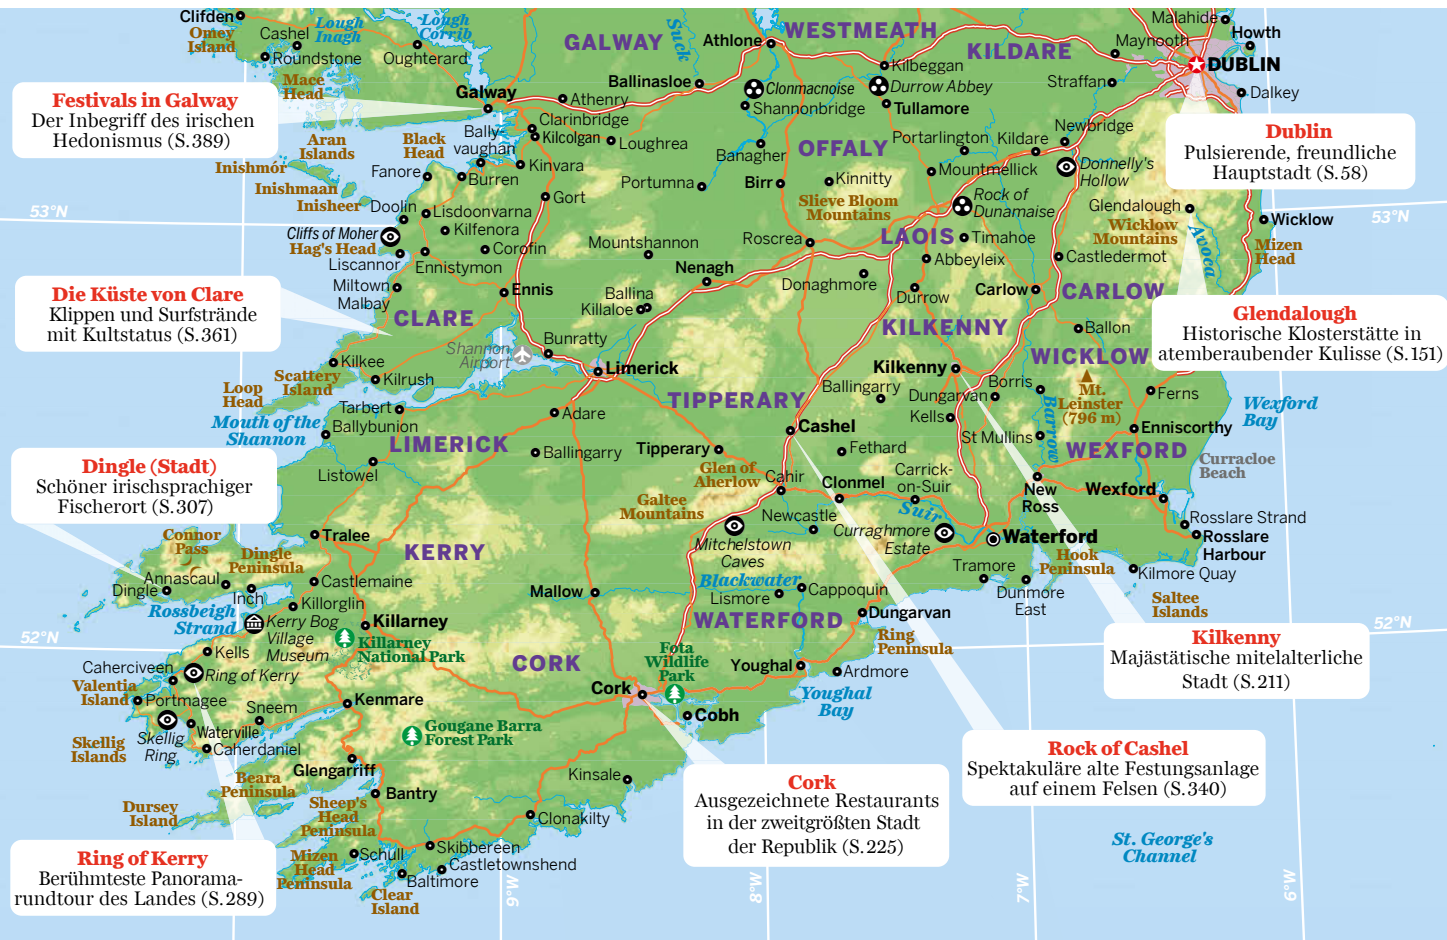 Clifden
Omey
Island
Cashel
Roundstone
Lough
Inagh
Lough
Corrib
Oughterard
Mace
Head
GALWAY
Suck
Athlone
WESTMEATH
KILDARE
Malahide
Howth
Maynooth
DUBLIN
Straffan
Dalkey
Kilbeggan
Durrow Abbey
Tullamore
Clonmacnoise
Shannonbridge
Ballinasloe
Galway
Athenry
Clarinbridge
Kilcolgan
Loughrea
Festivals in Galway
Der Inbegriff des irischen
Hedonismus (S.389)
Dublin
Pulsierende, freundliche
Hauptstadt (S.58)
Aran
Islands
Black
Head
Bally-
vaughan
Kinvara
Inishmór
Inishmaan
Inisheer
Fanore
Burren
Portumna
Banagher
OFFALY
Birr
Kinnitty
Portarlington
Kildare
Newbridge
Mountmellick
Donnelly's
Hollow
Rock of
Dunamaise
Slieve Bloom
Mountains
Glendalough
Wicklow
Mountains
Avoca
Wicklow
Mizen
Head
53°N
53°N
Doolin
Lisdoonvarna
Kilfenora
Gort
Cliffs of Moher
Hag's Head
Corofin
Liscannor
Ennistymon
Mountshannon
Roscrea
LAOIS
Timahoe
Abbeyleix
Castledermot
Miltown
Malbay
Ennis
Nenagh
Ballina
Killaloe
Donaghmore
Durrow
Carlow
CARLOW
Die Küste von Clare
Klippen und Surfstrände
mit Kultstatus (S.361)
CLARE
Bunratty
Shannon
Airport
KILKENNY
Ballon
WICKLOW
Glendalough
Historische Klosterstätte in
atemberaubender Kulisse (S.151)
Kilkee
Scattery
Island
Kilrush
Loop
Head
Limerick
Kilkenny
Ballingarry
Dungarvan
Borris
Mt.
Leinster
(796 m)
Ferns
Tarbert
Mouth of the
Shannon
Ballybunion
Adare
TIPPERARY
Kells
Barrow
Enniscorthy
Wexford
Bay
LIMERICK
Cashel
St Mullins
WEXFORD
Ballingarry
Tipperary
Fethard
Curracloe
Beach
Listowel
Glen of
Aherlow
Cahir
Clonmel
Carrick-
on-Suir
New
Ross
Wexford
Dingle (Stadt)
Schöner irischsprachiger
Fischerort (S.307)
Galtee
Mountains
Newcastle
Suir
Curraghmore
Estate
Waterford
Rosslare Strand
Rosslare
Harbour
Connor
Pass
Tralee
KERRY
Mitchelstown
Caves
Hook
Peninsula
Dingle
Peninsula
Annascaul
Dingle
Inch
Castlemaine
Blackwater
Cappoquin
Lismore
Tramore
Kilmore Quay
Dunmore
East
Saltee
Islands
Rossbeigh
Strand
Killorglin
Mallow
WATERFORD
Dungarvan
52°N
52°N
Kerry Bog
Village
Museum
Killarney
Killarney
National Park
Ring
Peninsula
Kilkenny
Majästätische mitelalterliche
Stadt (S.211)
Kells
Fota
Wildlife
Park
CORK
Youghal
Ardmore
Caherciveen
Ring of Kerry
Valentia
Island
Portmagee
Sneem
Kenmare
Cork
Youghal
Bay
Cobh
Skellig
Islands
Skellig
Ring
Waterville
Caherdaniel
Gougane Barra
Forest Park
Rock of Cashel
Spektakuläre alte Festungsanlage
auf einem Felsen (S.340)
Glengarriff
Beara
Peninsula
Kinsale
Cork
Ausgezeichnete Restaurants
in der zweitgrößten Stadt
der Republik (S.225)
Dursey
Island
Bantry
Sheep's
Head
Peninsula
Clonakilty
St. George's
Channel
Ring of Kerry
Berühmteste Panorama-
rundtour des Landes (S.289)
Mizen
Head
Peninsula
Schull
Skibbereen
Castletownshend
Baltimore
Clear
Island
9°W
8°W
7°W
6°W